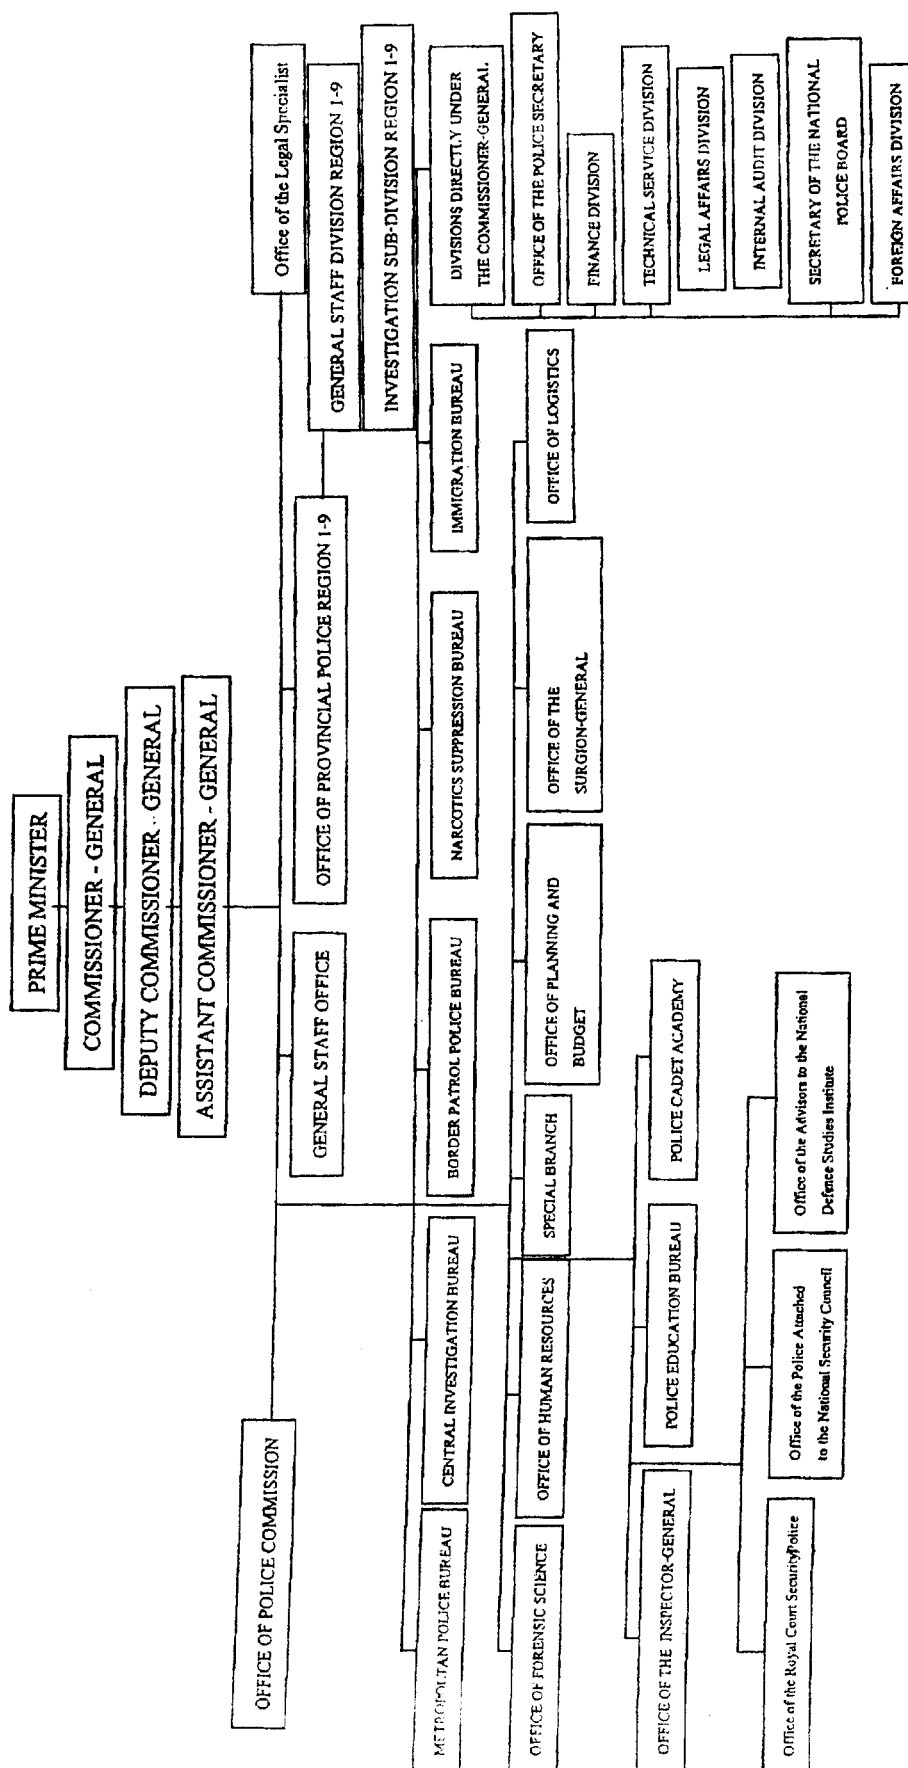 PRIME MINISTER
COMMISSIONER - GENERAL
DEPUTY COMMISSIONER - GENERAL
ASSISTANT COMMISSIONER - GENERAL
OFFICE OF POLICE COMMISSION
GENERAL STAFF OFFICE
OFFICE OF PROVINCIAL POLICE REGION 1-9
Office of the Legal Specialist
GENERAL STAFF DIVISION REGION 1-9
INVESTIGATION SUB-DIVISION REGION 1-9
METROPOLTAN POLICE BUREAU
CENTRAL INVESTIGATION BUREAU
BORDER PATROL POLICE BUREAU
NARCOTICS SUPPRESSION BUREAU
IMMIGRATION BUREAU
DIVISIONS DIRECTLY UNDER
THE COMMISSIONER-GENERAL
OFFICE OF THE POLICE SECRETARY
FINANCE DIVISION
TECHNICAL SERVICE DIVISION
LEGAL AFFAIRS DIVISION
INTERNAL AUDIT DIVISION
SECRETARY OF THE NATIONAL
POLICE BOARD
FOREIGN AFFAIRS DIVISION
OFFICE OF FORENSIC SCIENCE
OFFICE OF HUMAN RESOURCES
SPECIAL BRANCH
OFFICE OF PLANNING AND
BUDGET
OFFICE OF THE
SURGION-GENERAL
OFFICE OF LOGISTICS
OFFICE OF THE INSPECTOR-GENERAL
POLICE EDUCATION BUREAU
POLICE CADET ACADEMY
Office of the Royal Court SecurityPolice
Office of the Police Attached
to the National Security Council
Office of the Advisors to the National
Defence Studies Institute